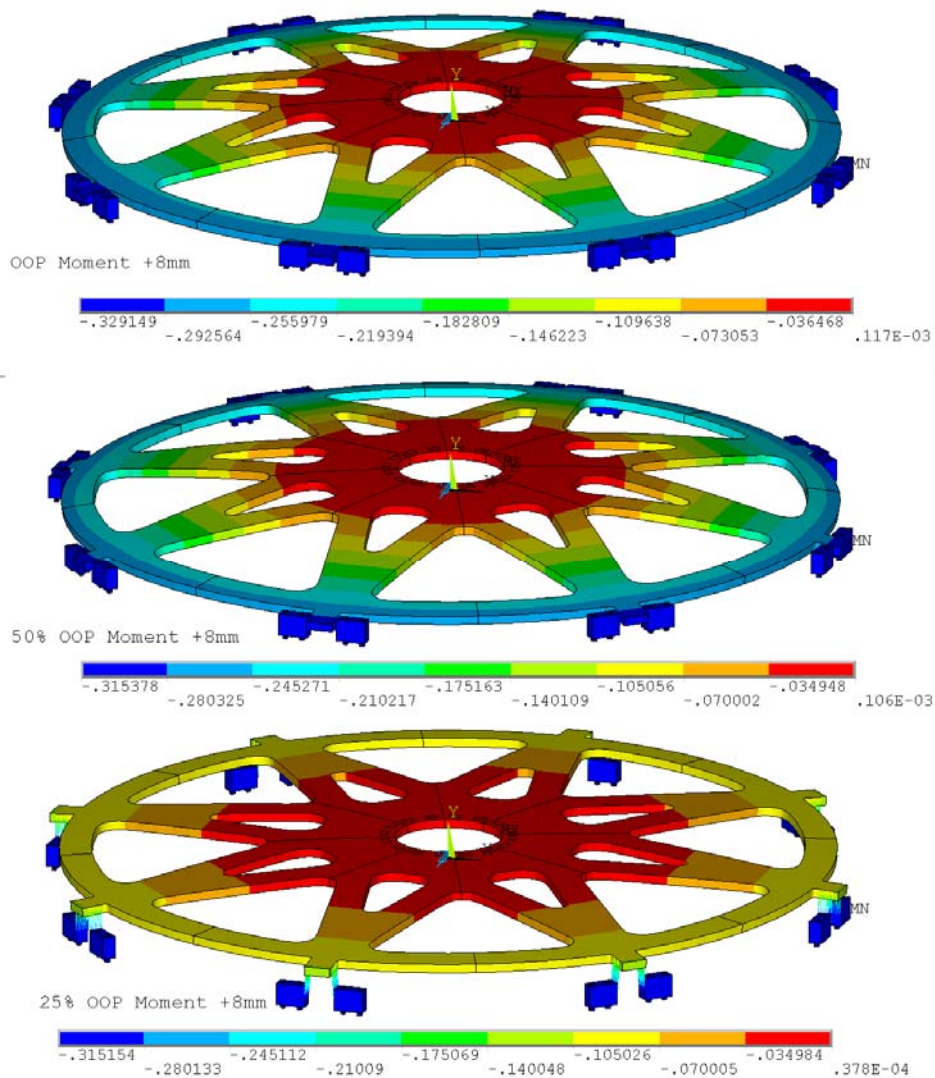 Y
MN
OOP Moment +8mm
-.329149 -.255979 -.182809 -.109638 -.036468
-.292564 -.219394 -.146223 -.073053 .117E-03
Y
MN
50% OOP Moment +8mm
-.315378 -.245271 -.175163 -.105056 -.034948
-.280325 -.210217 -.140109 -.070002 .106E-03
Y
MN
25% OOP Moment +8mm
-.315154 -.245112 -.175069 -.105026 -.034984
-.280133 -.21009 -.140048 -.070005 .378E-04